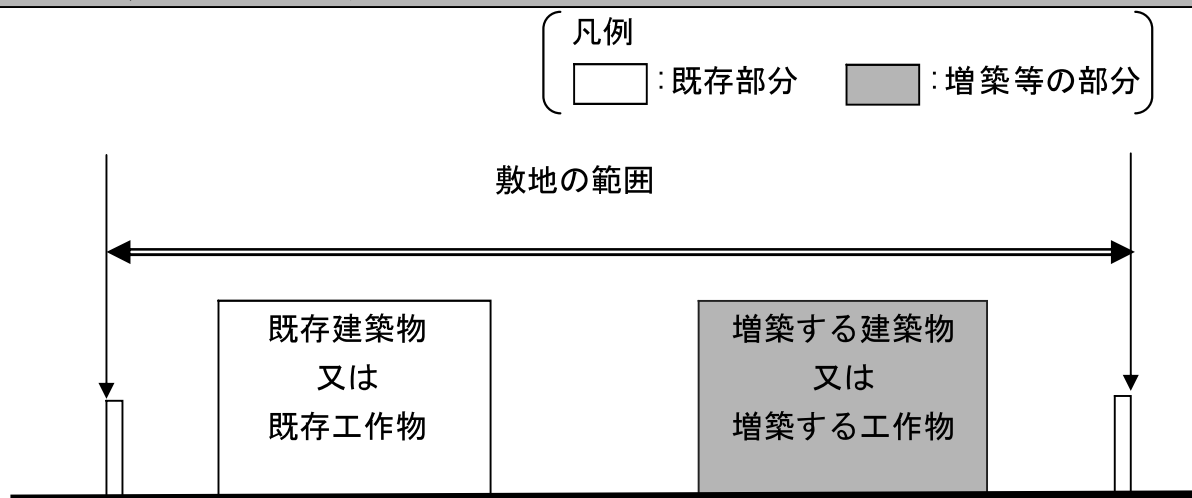 凡例
:既存部分
:増築等の部分
敷地の範囲
既存建築物
又は
既存工作物
増築する建築物
又は
増築する工作物